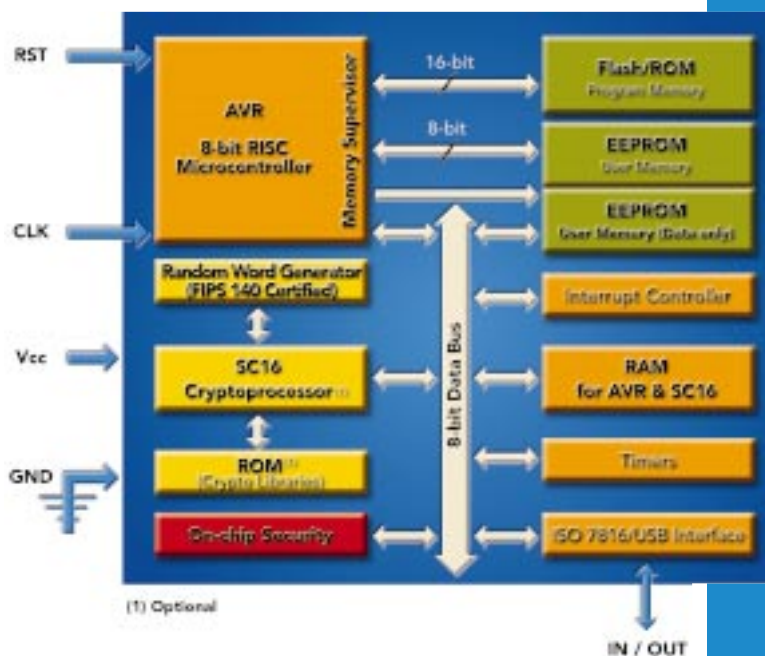 RST
CLK
Vcc
GND
AVR
8-bit RISC
Microcontroller
Memory Supervisor
16-bit
8-bit
Flash/ROM
Program Memory
EEPROM
User Memory
EEPROM
User Memory (Data only)
Random Word Generator
(FIPS 140 Certified)
SC16
Cryptoprocessor(1)
ROM(1)
(Crypto Libraries)
On-chip Security
8-bit Data Bus
Interrupt Controller
RAM
for AVR & SC16
Timers
ISO 7816/USB Interface
(1) Optional
IN / OUT